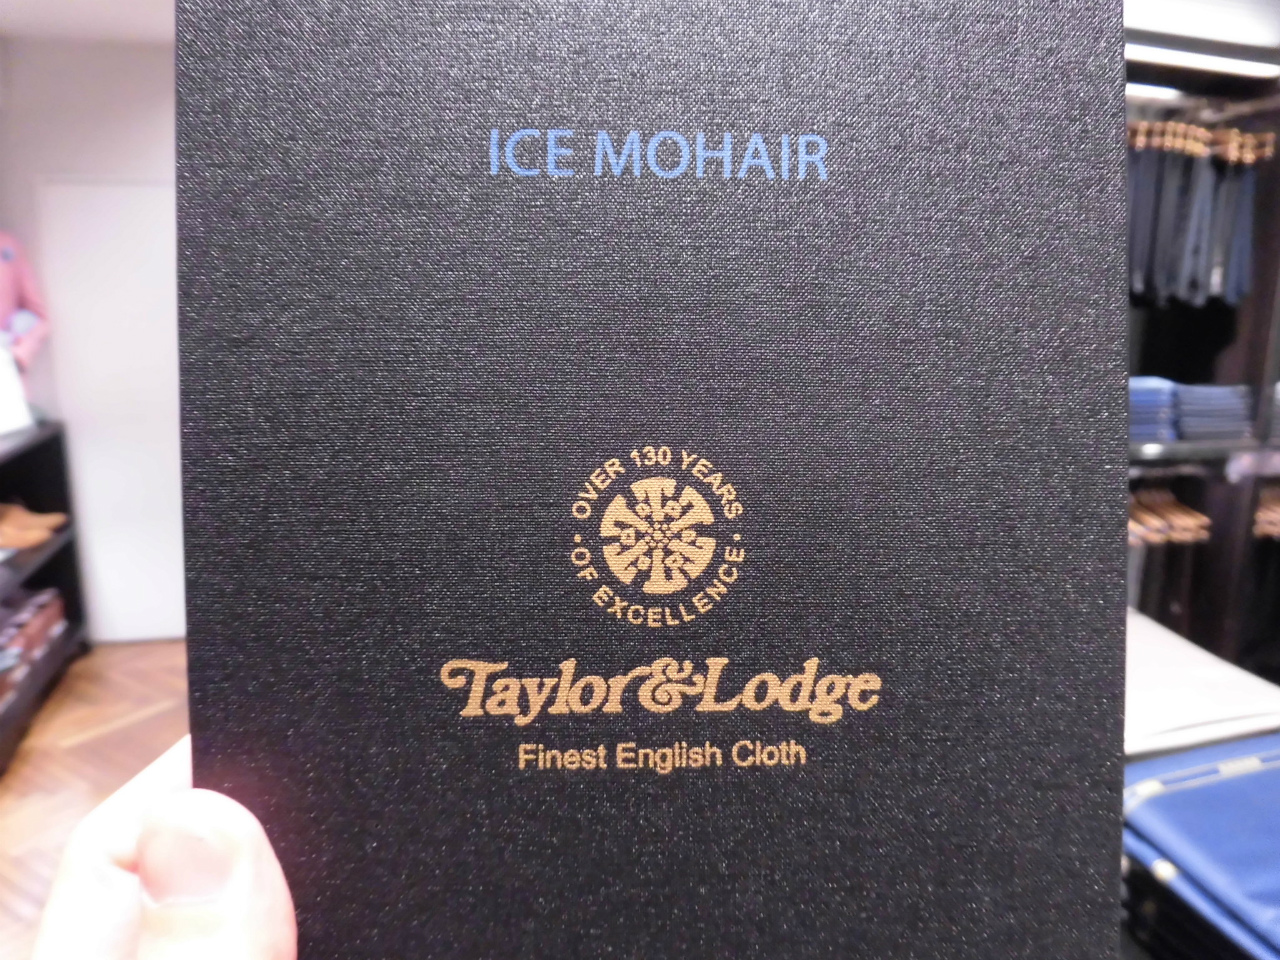 ICE MOHAIR
OVER 130 YEARS
• OF EXCELLENCE •
Taylor & Lodge
Finest English Cloth